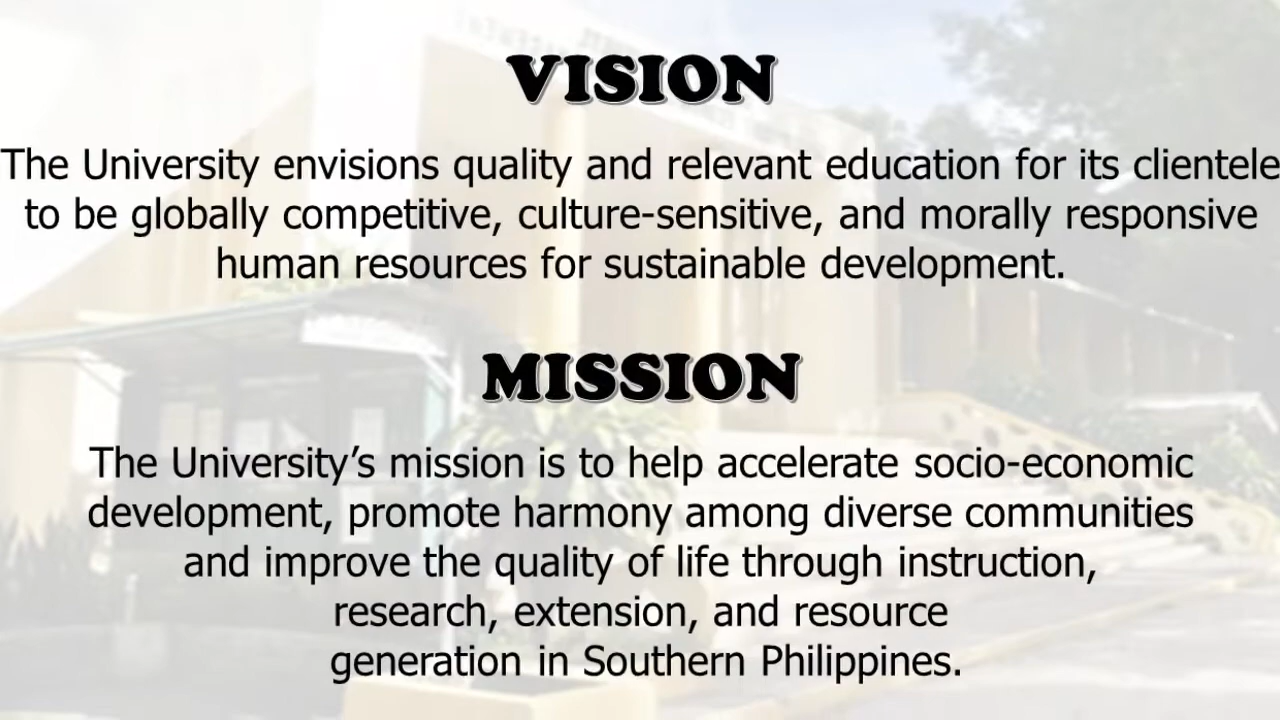 VISION
The University envisions quality and relevant education for its clientele
to be globally competitive, culture-sensitive, and morally responsive
human resources for sustainable development.
MISSION
The University’s mission is to help accelerate socio-economic
development, promote harmony among diverse communities
and improve the quality of life through instruction,
research, extension, and resource
generation in Southern Philippines.